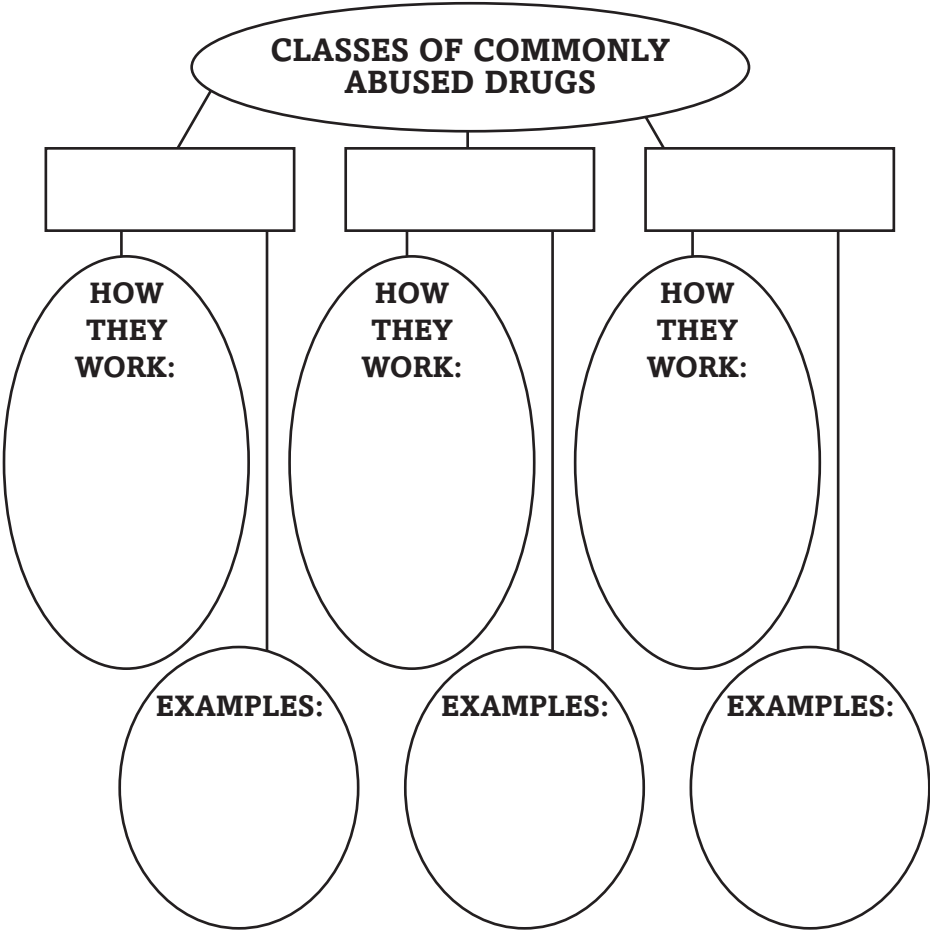 CLASSES OF COMMONLY
ABUSED DRUGS
HOW
THEY
WORK:
HOW
THEY
WORK:
HOW
THEY
WORK:
EXAMPLES:
EXAMPLES:
EXAMPLES: